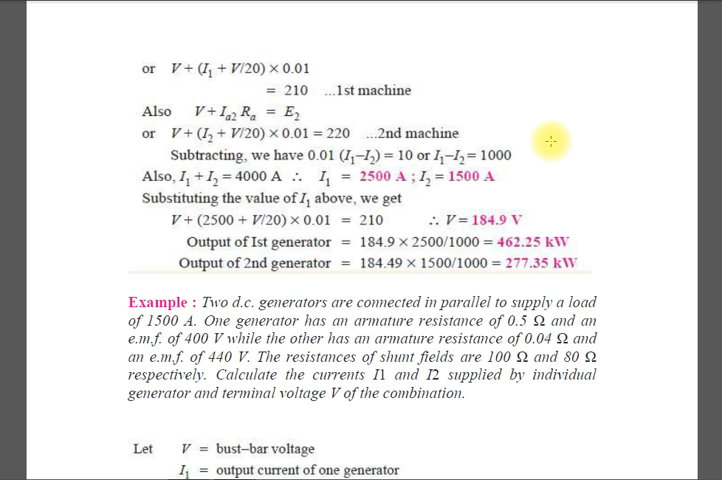 or V + (I₁ + V/20) × 0.01
= 210 ...1st machine
Also V + Iₐ₂ Rₐ = E₂
or V + (I₂ + V/20) × 0.01 = 220 ...2nd machine
Subtracting, we have 0.01 (I₁–I₂) = 10 or I₁–I₂ = 1000
Also, I₁ + I₂ = 4000 A ∴ I₁ = 2500 A ; I₂ = 1500 A
Substituting the value of I₁ above, we get
V + (2500 + V/20) × 0.01 = 210 ∴ V = 184.9 V
Output of Ist generator = 184.9 × 2500/1000 = 462.25 kW
Output of 2nd generator = 184.49 × 1500/1000 = 277.35 kW
Example : Two d.c. generators are connected in parallel to supply a load
of 1500 A. One generator has an armature resistance of 0.5 Ω and an
e.m.f. of 400 V while the other has an armature resistance of 0.04 Ω and
an e.m.f. of 440 V. The resistances of shunt fields are 100 Ω and 80 Ω
respectively. Calculate the currents I1 and I2 supplied by individual
generator and terminal voltage V of the combination.
Let V = bust–bar voltage
I₁ = output current of one generator